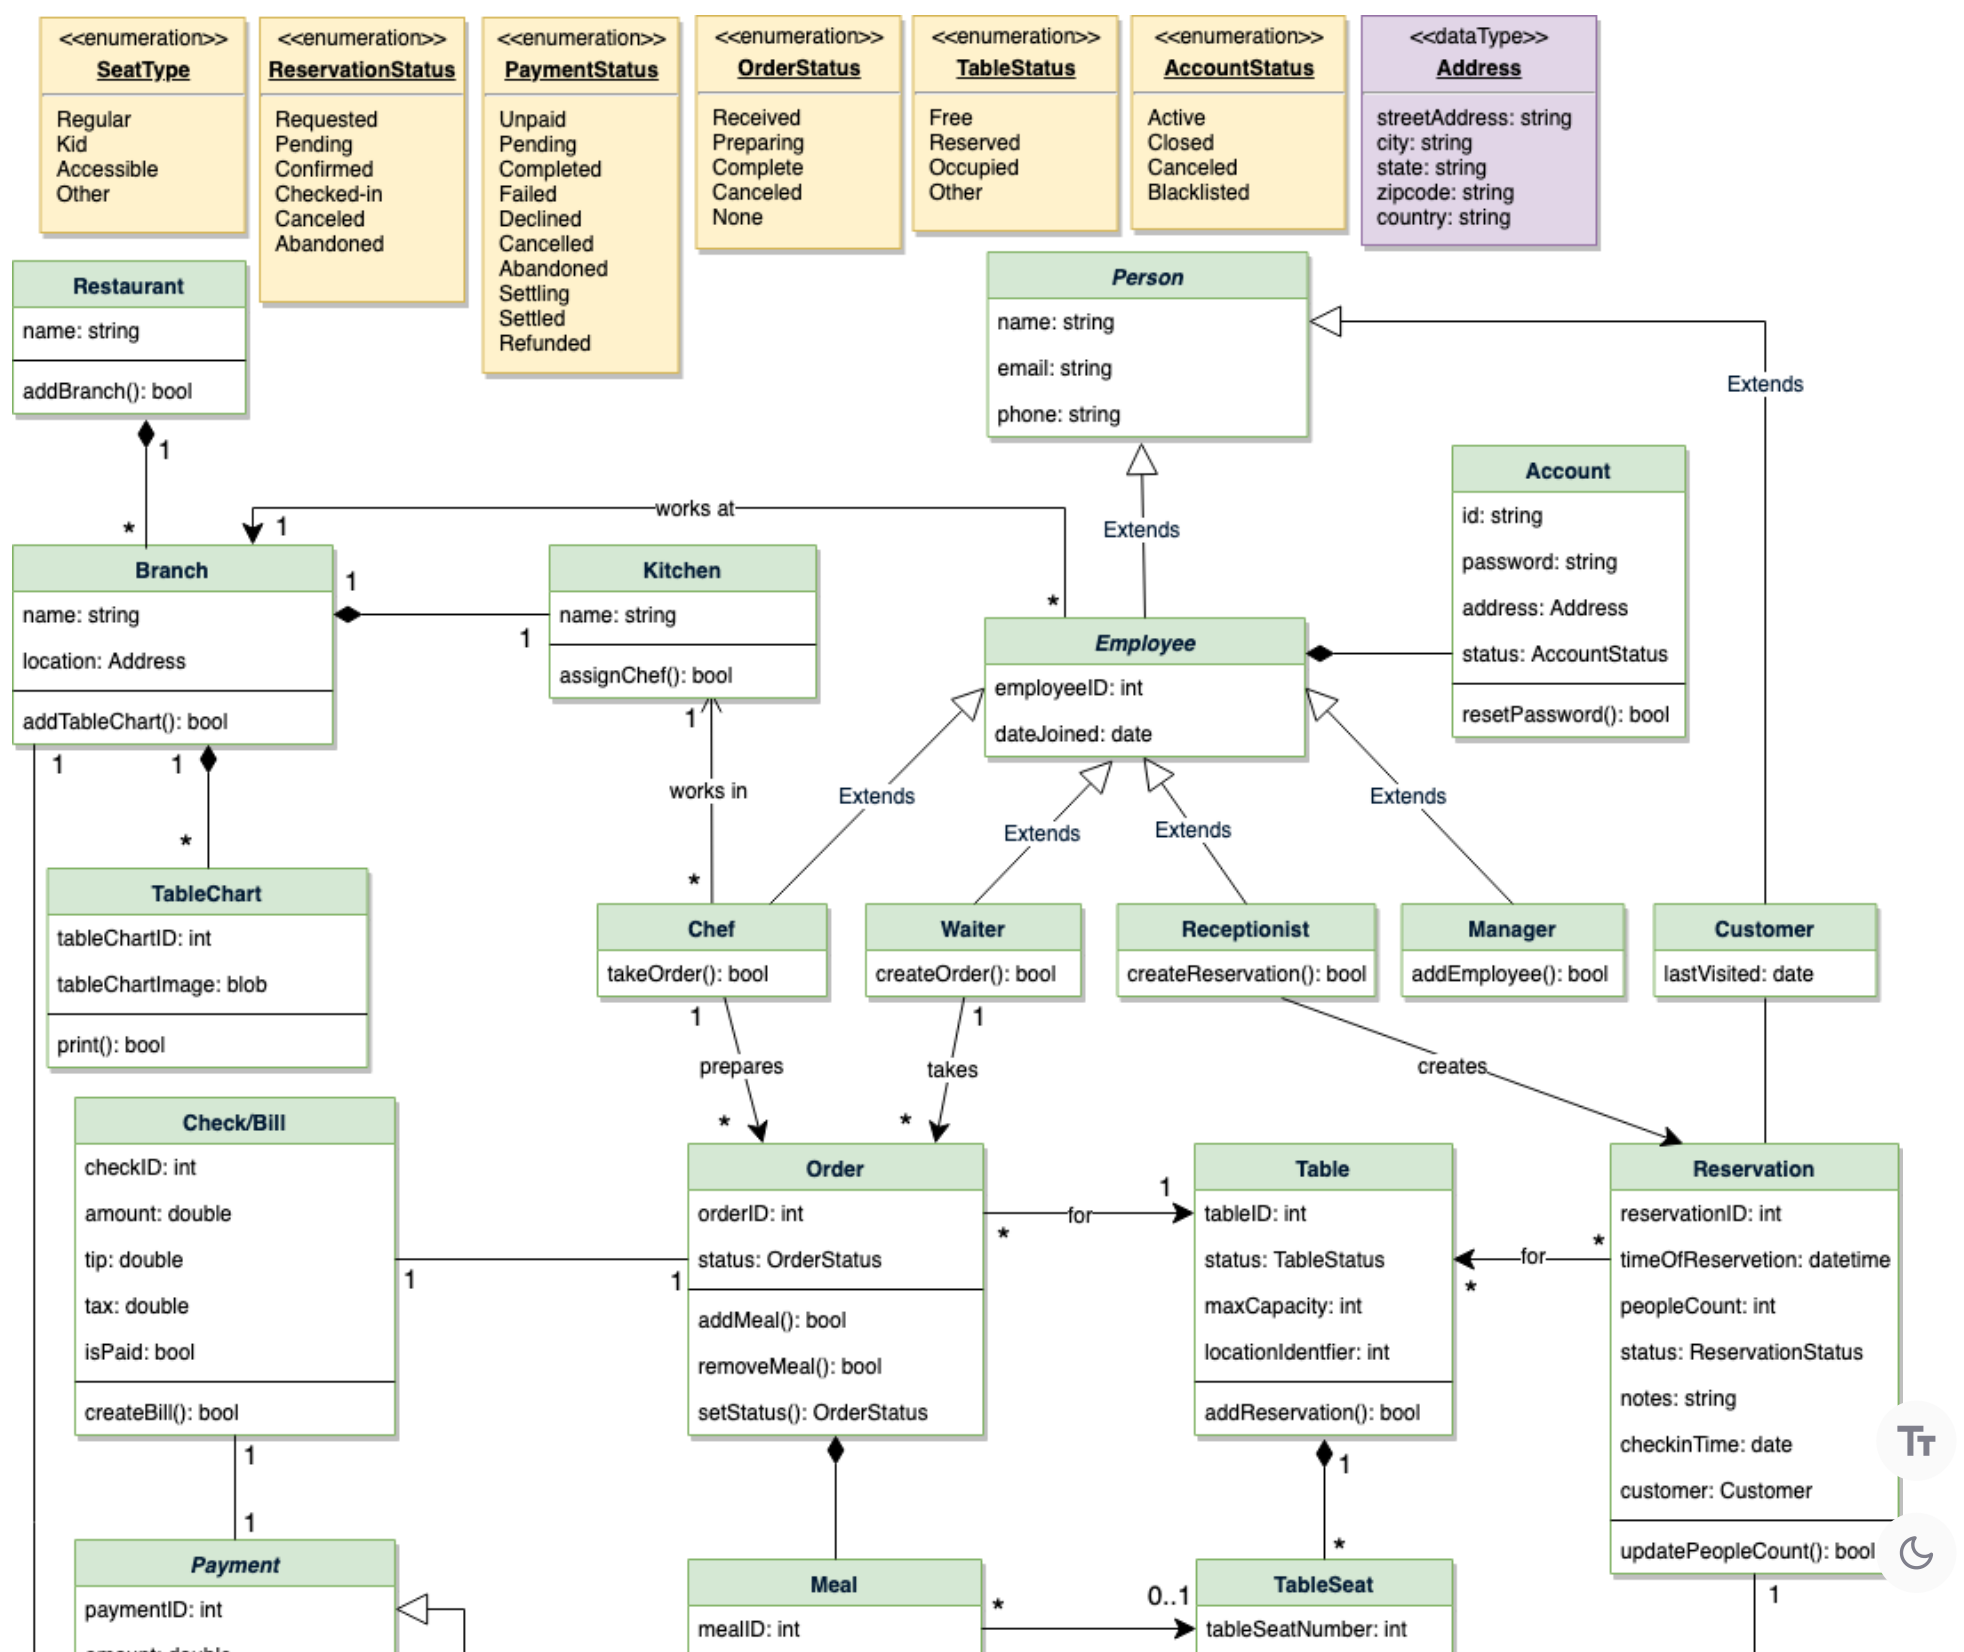 <<enumeration>>
SeatType
Regular
Kid
Accessible
Other
<<enumeration>>
ReservationStatus
Requested
Pending
Confirmed
Checked-in
Canceled
Abandoned
<<enumeration>>
PaymentStatus
Unpaid
Pending
Completed
Failed
Declined
Cancelled
Abandoned
Settling
Settled
Refunded
<<enumeration>>
OrderStatus
Received
Preparing
Complete
Canceled
None
<<enumeration>>
TableStatus
Free
Reserved
Occupied
Other
<<enumeration>>
AccountStatus
Active
Closed
Canceled
Blacklisted
<<dataType>>
Address
streetAddress: string
city: string
state: string
zipcode: string
country: string
Restaurant
name: string
addBranch(): bool
1
*
Person
name: string
email: string
phone: string
Extends
Extends
Account
id: string
password: string
address: Address
status: AccountStatus
resetPassword(): bool
works at
1
*
Branch
name: string
location: Address
addTableChart(): bool
1
1
Kitchen
name: string
assignChef(): bool
Employee
employeeID: int
dateJoined: date
1
1
*
1
works in
*
Extends
Extends
Extends
Extends
TableChart
tableChartID: int
tableChartImage: blob
print(): bool
Chef
takeOrder(): bool
Waiter
createOrder(): bool
Receptionist
createReservation(): bool
Manager
addEmployee(): bool
Customer
lastVisited: date
1
prepares
*
1
takes
*
creates
Check/Bill
checkID: int
amount: double
tip: double
tax: double
isPaid: bool
createBill(): bool
1
1
Order
orderID: int
status: OrderStatus
addMeal(): bool
removeMeal(): bool
setStatus(): OrderStatus
1
for
*
Table
tableID: int
status: TableStatus
maxCapacity: int
locationIdentfier: int
addReservation(): bool
*
for
*
Reservation
reservationID: int
timeOfReservetion: datetime
peopleCount: int
status: ReservationStatus
notes: string
checkinTime: date
customer: Customer
updatePeopleCount(): bool
1
1
1
*
1
Payment
paymentID: int
amount: double
Meal
mealID: int
*
0..1
TableSeat
tableSeatNumber: int
TT